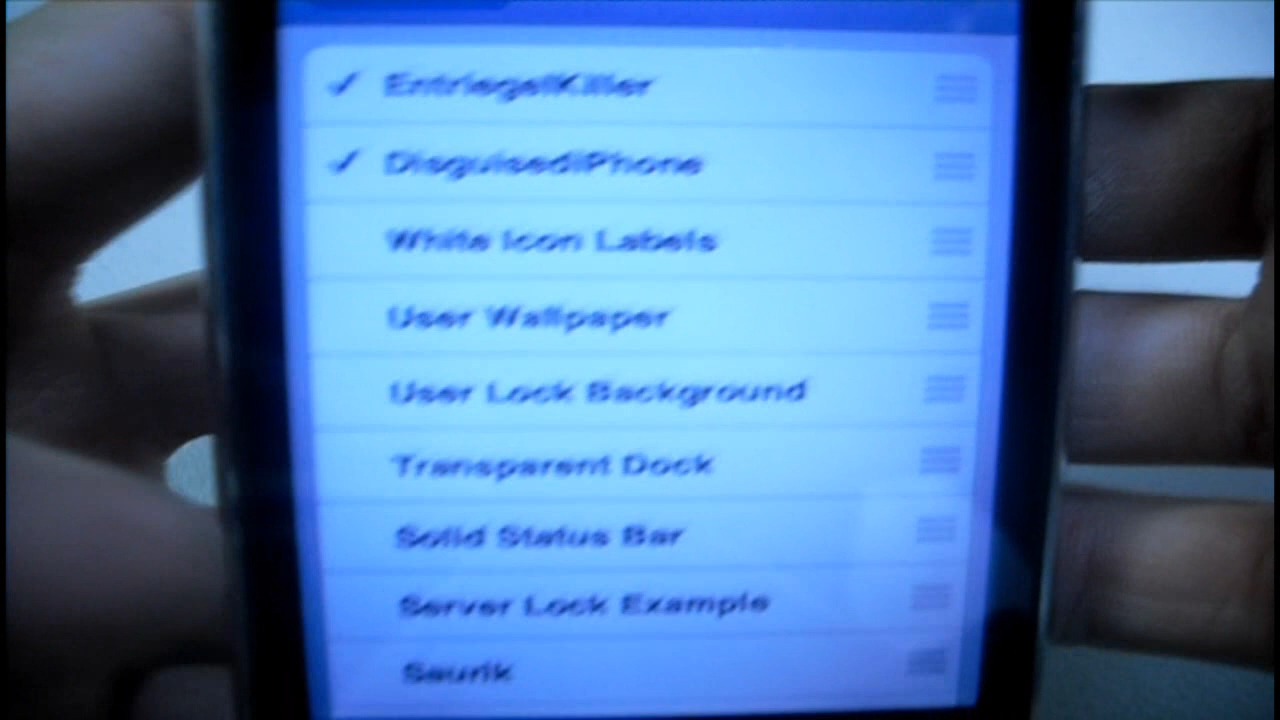 EntriegelKiller
DisguisediPhone
White Icon Labels
User Wallpaper
User Lock Background
Transparent Dock
Solid Status Bar
Server Lock Example
Saurik